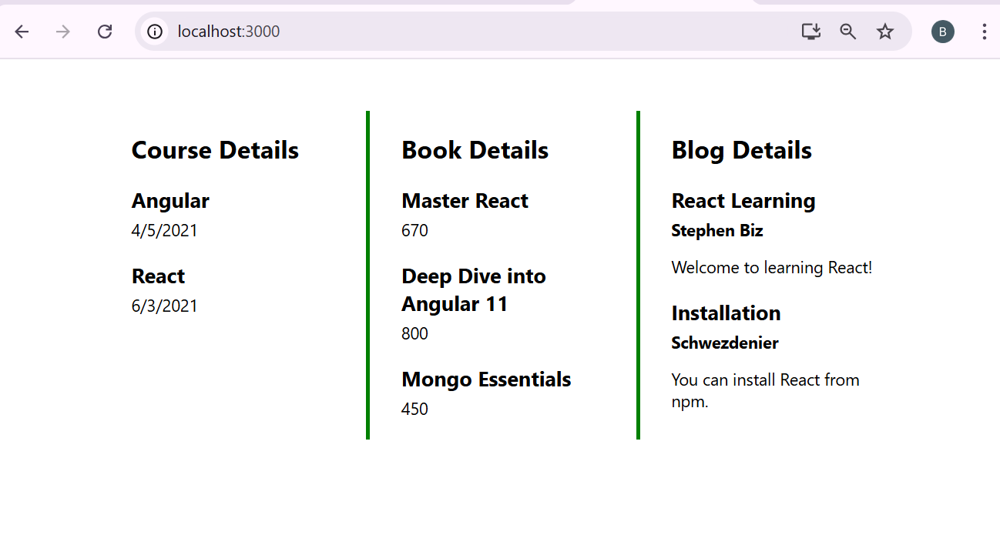 localhost:3000
B
Course Details
Angular
4/5/2021
React
6/3/2021
Book Details
Master React
670
Deep Dive into
Angular 11
800
Mongo Essentials
450
Blog Details
React Learning
Stephen Biz
Welcome to learning React!
Installation
Schwezdenier
You can install React from
npm.